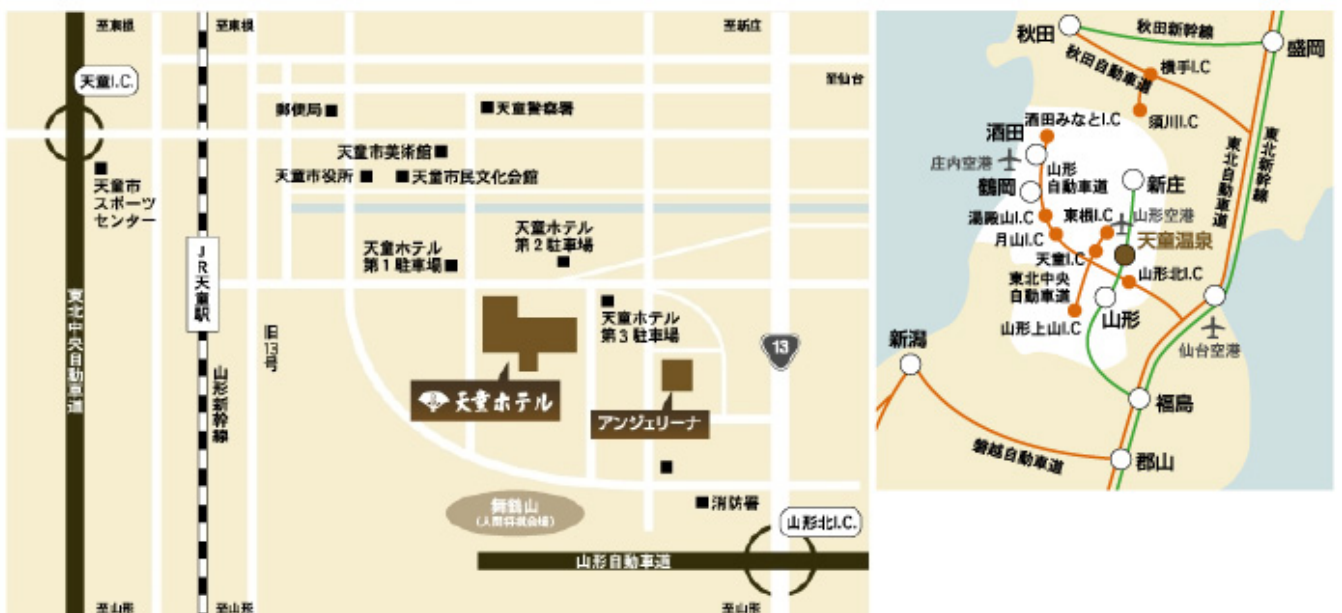 至東根
至東根
至新庄
天童I.C.
至仙台
郵便局
天童警察署
天童市美術館
天童市役所
天童市民文化会館
天童市
スポーツ
センター
天童ホテル
第1駐車場
天童ホテル
第2駐車場
JR天童駅
天童ホテル
第3駐車場
旧13号
13
東北中央自動車道
山形新幹線
天童ホテル
アンジェリーナ
舞鶴山
(人間将棋会場)
消防署
山形北I.C.
山形自動車道
至山形
至山形
至山形
秋田
秋田新幹線
盛岡
秋田自動車道
横手I.C
須川I.C
酒田みなとI.C
酒田
庄内空港
山形
自動車道
鶴岡
新庄
東北自動車道
東北新幹線
湯殿山I.C
東根I.C
山形空港
月山I.C
天童温泉
天童I.C
山形北I.C
東北中央
自動車道
山形
山形上山I.C
仙台空港
新潟
福島
磐越自動車道
郡山